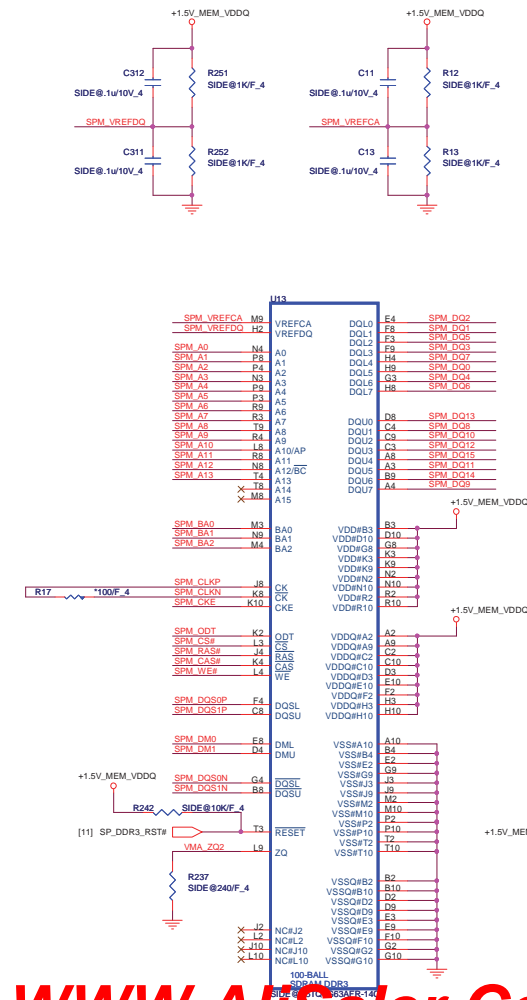 +1.5V_MEM_VDDQ +1.5V_MEM_VDDQ
C312 R251 C11 R12
SIDE@.1u/10V_4 SIDE@1K/F_4 SIDE@.1u/10V_4 SIDE@1K/F_4
SPM_VREFDQ SPM_VREFCA
C311 R252 C13 R13
SIDE@.1u/10V_4 SIDE@1K/F_4 SIDE@.1u/10V_4 SIDE@1K/F_4
U13
SPM_VREFCA M9 VREFCA DQL0 E4 SPM_DQ2
SPM_VREFDQ H2 VREFDQ DQL1 F8 SPM_DQ1
DQL2 F3 SPM_DQ5
SPM_A0 N4 A0 DQL3 F9 SPM_DQ3
SPM_A1 P8 A1 DQL4 H4 SPM_DQ7
SPM_A2 P4 A2 DQL5 H9 SPM_DQ0
SPM_A3 N3 A3 DQL6 G3 SPM_DQ4
SPM_A4 P9 A4 DQL7 H8 SPM_DQ6
SPM_A5 P3 A5
SPM_A6 R9 A6
SPM_A7 R3 A7 DQU0 D8 SPM_DQ13
SPM_A8 T9 A8 DQU1 C4 SPM_DQ8
SPM_A9 R4 A9 DQU2 C9 SPM_DQ10
SPM_A10 L8 A10/AP DQU3 C3 SPM_DQ12
SPM_A11 R8 A11 DQU4 A8 SPM_DQ15
SPM_A12 N8 A12/BC DQU5 A3 SPM_DQ11
SPM_A13 T4 A13 DQU6 B9 SPM_DQ14
T8 A14 DQU7 A4 SPM_DQ9
M8 A15
+1.5V_MEM_VDDQ
SPM_BA0 M3 BA0 VDD#B3 B3
SPM_BA1 N9 BA1 VDD#D10 D10
SPM_BA2 M4 BA2 VDD#G8 G8
VDD#K3 K3
VDD#K9 K9
VDD#N2 N2
SPM_CLKP J8 CK VDD#N10 N10
R17 *100/F_4 SPM_CLKN K8 CK VDD#R2 R2
SPM_CKE K10 CKE VDD#R10 R10
+1.5V_MEM_VDDQ
SPM_ODT K2 ODT VDDQ#A2 A2
SPM_CS# L3 CS VDDQ#A9 A9
SPM_RAS# J4 RAS VDDQ#C2 C2
SPM_CAS# K4 CAS VDDQ#C10 C10
SPM_WE# L4 WE VDDQ#D3 D3
VDDQ#E10 E10
VDDQ#F2 F2
SPM_DQS0P F4 DQSL VDDQ#H3 H3
SPM_DQS1P C8 DQSU VDDQ#H10 H10
SPM_DM0 E8 DML VSS#A10 A10
SPM_DM1 D4 DMU VSS#B4 B4
VSS#E2 E2
VSS#G9 G9
+1.5V_MEM_VDDQ SPM_DQS0N G4 DQSL VSS#J3 J3
SPM_DQS1N B8 DQSU VSS#J9 J9
VSS#M2 M2
R242 SIDE@10K/F_4 VSS#M10 M10
VSS#P2 P2
[11] SP_DDR3_RST# T3 RESET VSS#P10 P10 +1.5V_MEM
VSS#T2 T2
VMA_ZQ2 L9 ZQ VSS#T10 T10
R237 VSSQ#B2 B2
SIDE@240/F_4 VSSQ#B10 B10
VSSQ#D2 D2
VSSQ#D9 D9
VSSQ#E3 E3
J2 NC#J2 VSSQ#E9 E9
L2 NC#L2 VSSQ#F10 F10
J10 NC#J10 VSSQ#G2 G2
L10 NC#L10 VSSQ#G10 G10
100-BALL
SDRAM DDR3